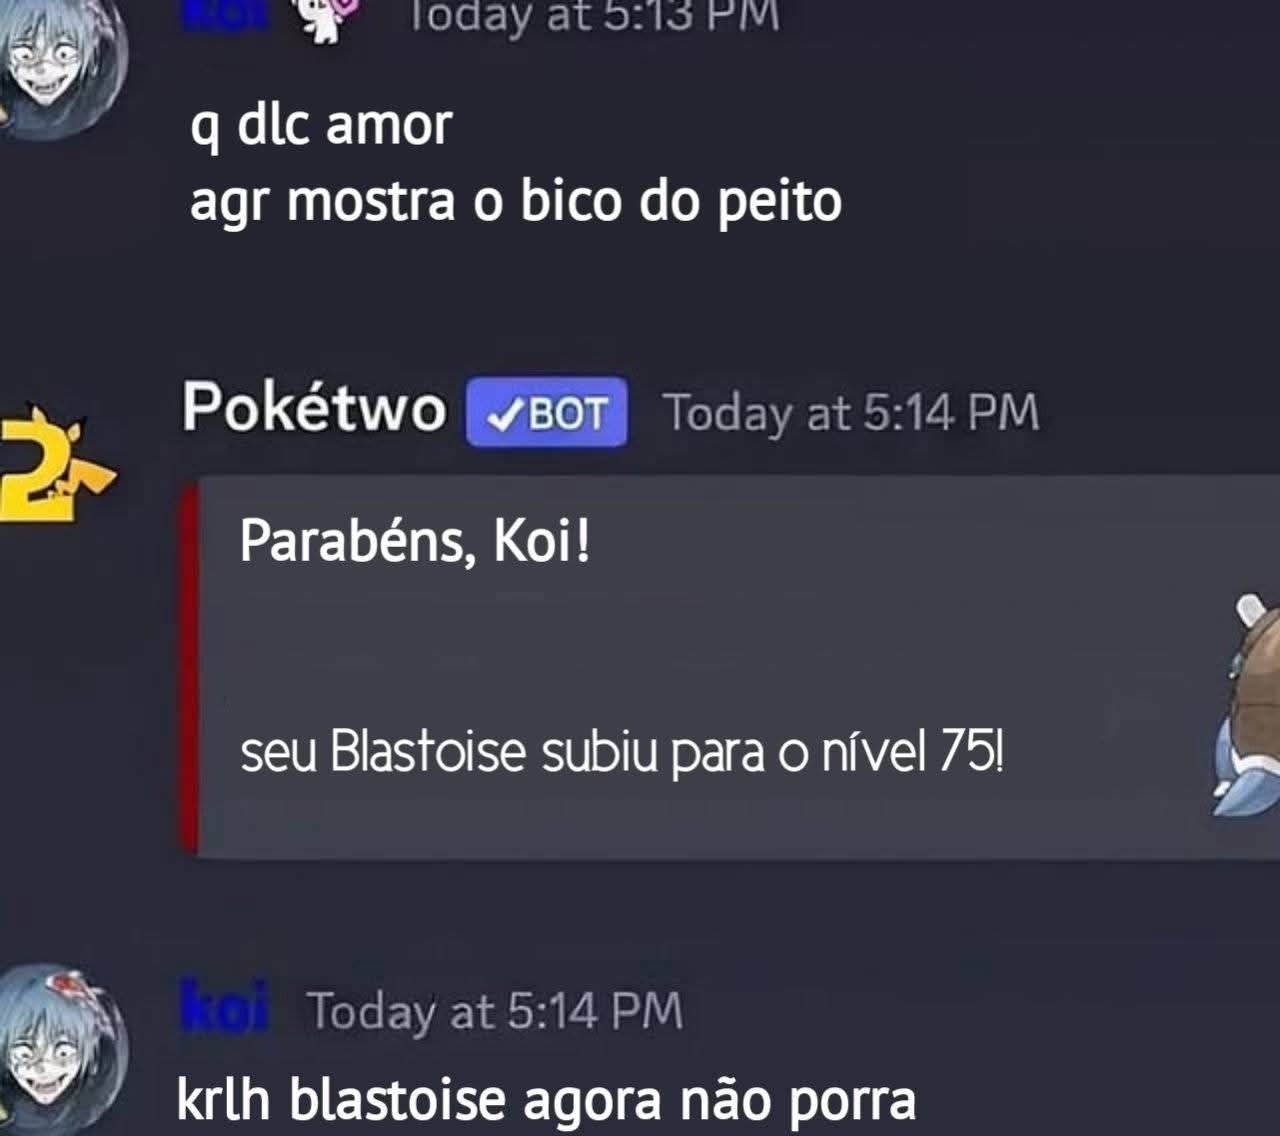 koi Today at 5:13 PM
q dlc amor
agr mostra o bico do peito
Pokétwo ✓BOT Today at 5:14 PM
2
Parabéns, Koi!
seu Blastoise subiu para o nível 75!
koi Today at 5:14 PM
krlh blastoise agora não porra